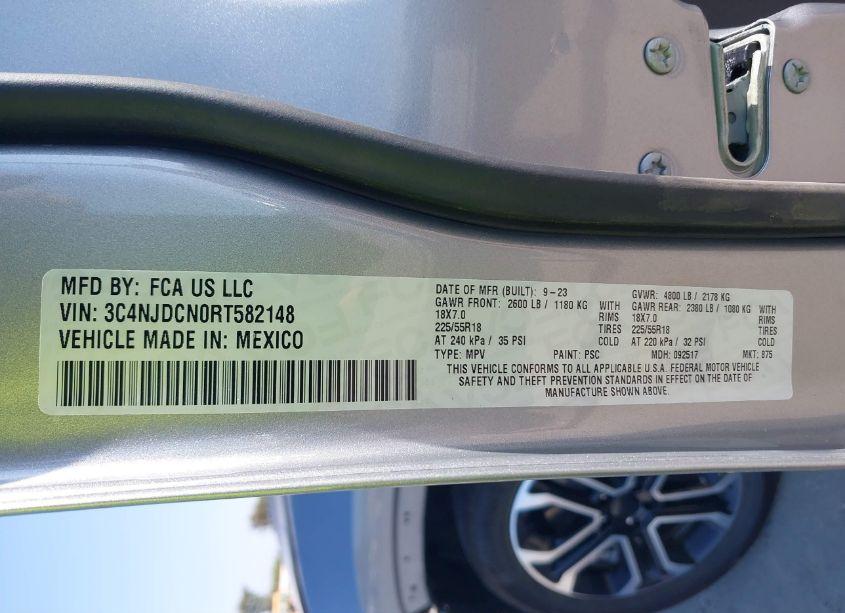 MFD BY: FCA US LLC
VIN: 3C4NJDCN0RT582148
VEHICLE MADE IN: MEXICO
DATE OF MFR (BUILT): 9-23 GVWR: 4800 LB / 2178 KG
GAWR FRONT: 2600 LB / 1180 KG WITH GAWR REAR: 2380 LB / 1080 KG WITH
18X7.0 RIMS 18X7.0 RIMS
225/55R18 TIRES 225/55R18 TIRES
AT 240 kPa / 35 PSI COLD AT 220 kPa / 32 PSI COLD
TYPE: MPV PAINT: PSC MDH: 092517 MKT: 875
THIS VEHICLE CONFORMS TO ALL APPLICABLE U.S.A. FEDERAL MOTOR VEHICLE
SAFETY AND THEFT PREVENTION STANDARDS IN EFFECT ON THE DATE OF
MANUFACTURE SHOWN ABOVE.